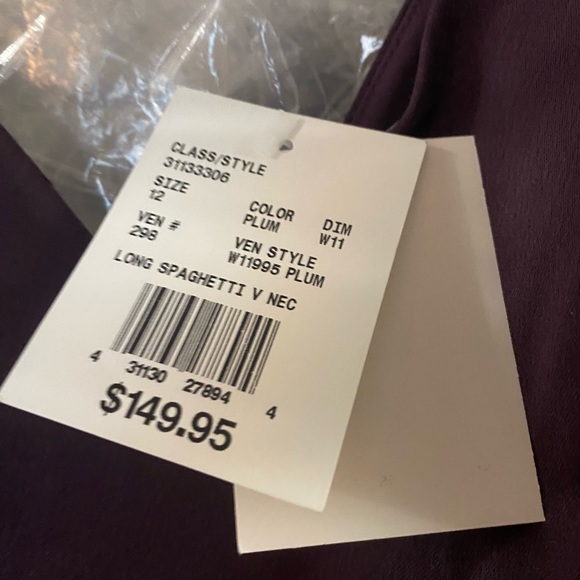 CLASS/STYLE
31133306
SIZE COLOR DIM
12 PLUM W11
VEN # VEN STYLE
298 W11995 PLUM
LONG SPAGHETTI V NEC
4 31130 27894 4
$149.95